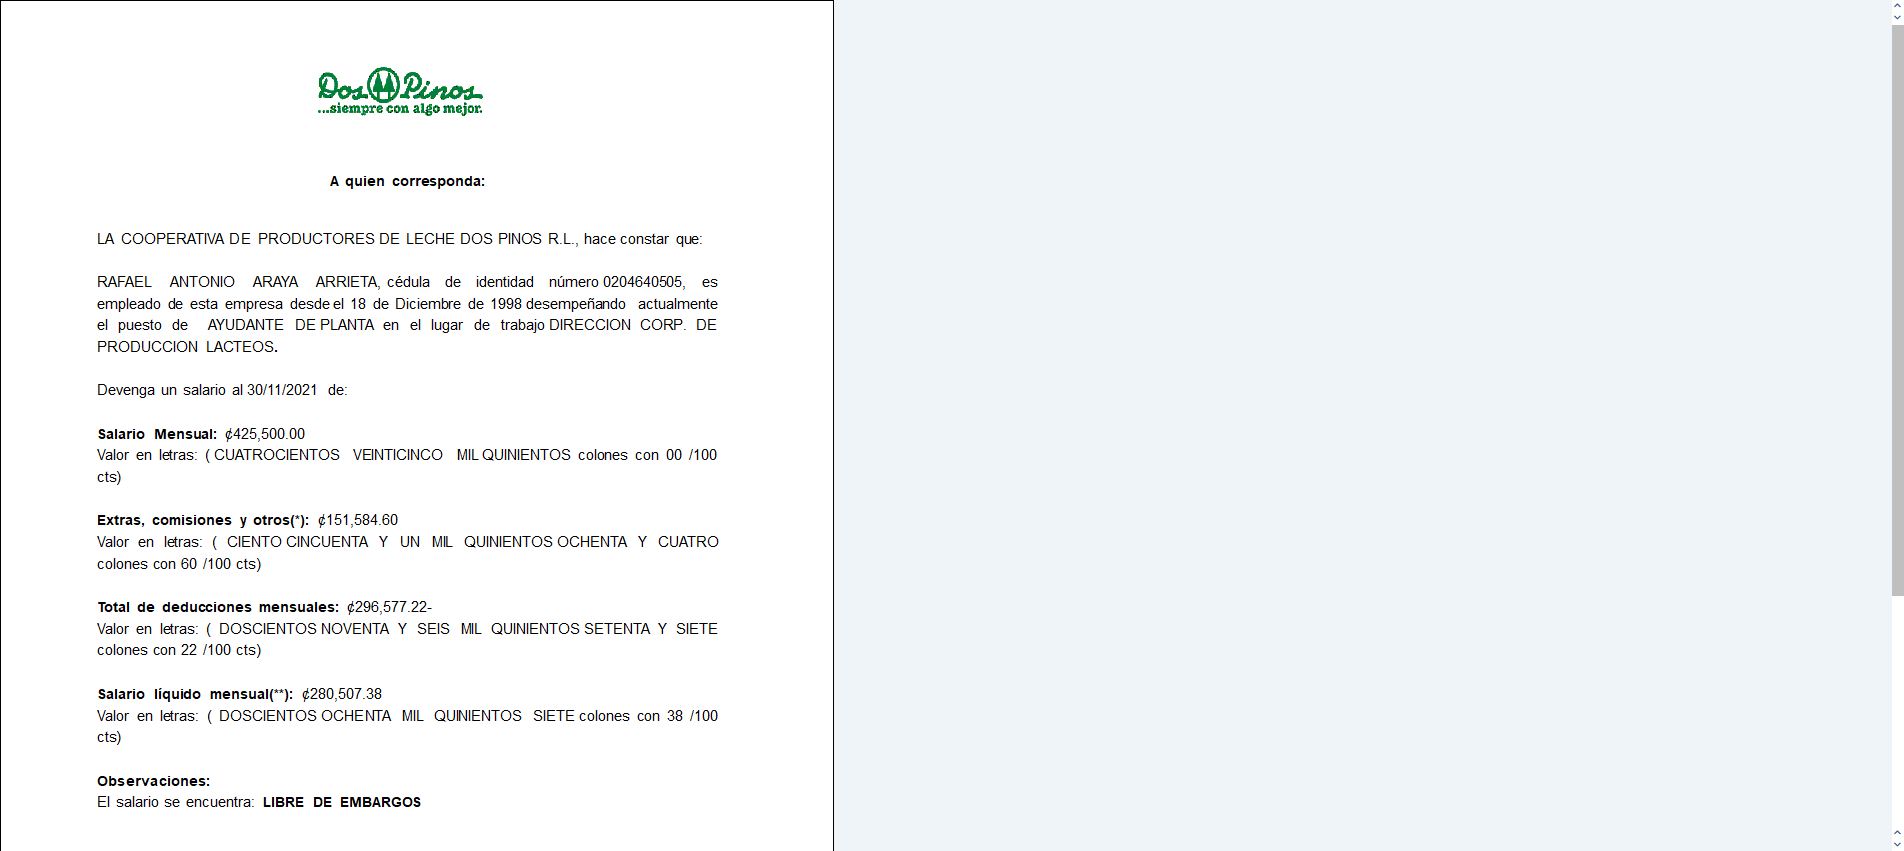 Dos Pinos
...siempre con algo mejor.
A quien corresponda:
LA COOPERATIVA DE PRODUCTORES DE LECHE DOS PINOS R.L., hace constar que:
RAFAEL ANTONIO ARAYA ARRIETA, cédula de identidad número 0204640505, es
empleado de esta empresa desde el 18 de Diciembre de 1998 desempeñando actualmente
el puesto de AYUDANTE DE PLANTA en el lugar de trabajo DIRECCION CORP. DE
PRODUCCION LACTEOS.
Devenga un salario al 30/11/2021 de:
Salario Mensual: ¢425,500.00
Valor en letras: ( CUATROCIENTOS VEINTICINCO MIL QUINIENTOS colones con 00 /100
cts)
Extras, comisiones y otros(*): ¢151,584.60
Valor en letras: ( CIENTO CINCUENTA Y UN MIL QUINIENTOS OCHENTA Y CUATRO
colones con 60 /100 cts)
Total de deducciones mensuales: ¢296,577.22-
Valor en letras: ( DOSCIENTOS NOVENTA Y SEIS MIL QUINIENTOS SETENTA Y SIETE
colones con 22 /100 cts)
Salario líquido mensual(**): ¢280,507.38
Valor en letras: ( DOSCIENTOS OCHENTA MIL QUINIENTOS SIETE colones con 38 /100
cts)
Observaciones:
El salario se encuentra: LIBRE DE EMBARGOS